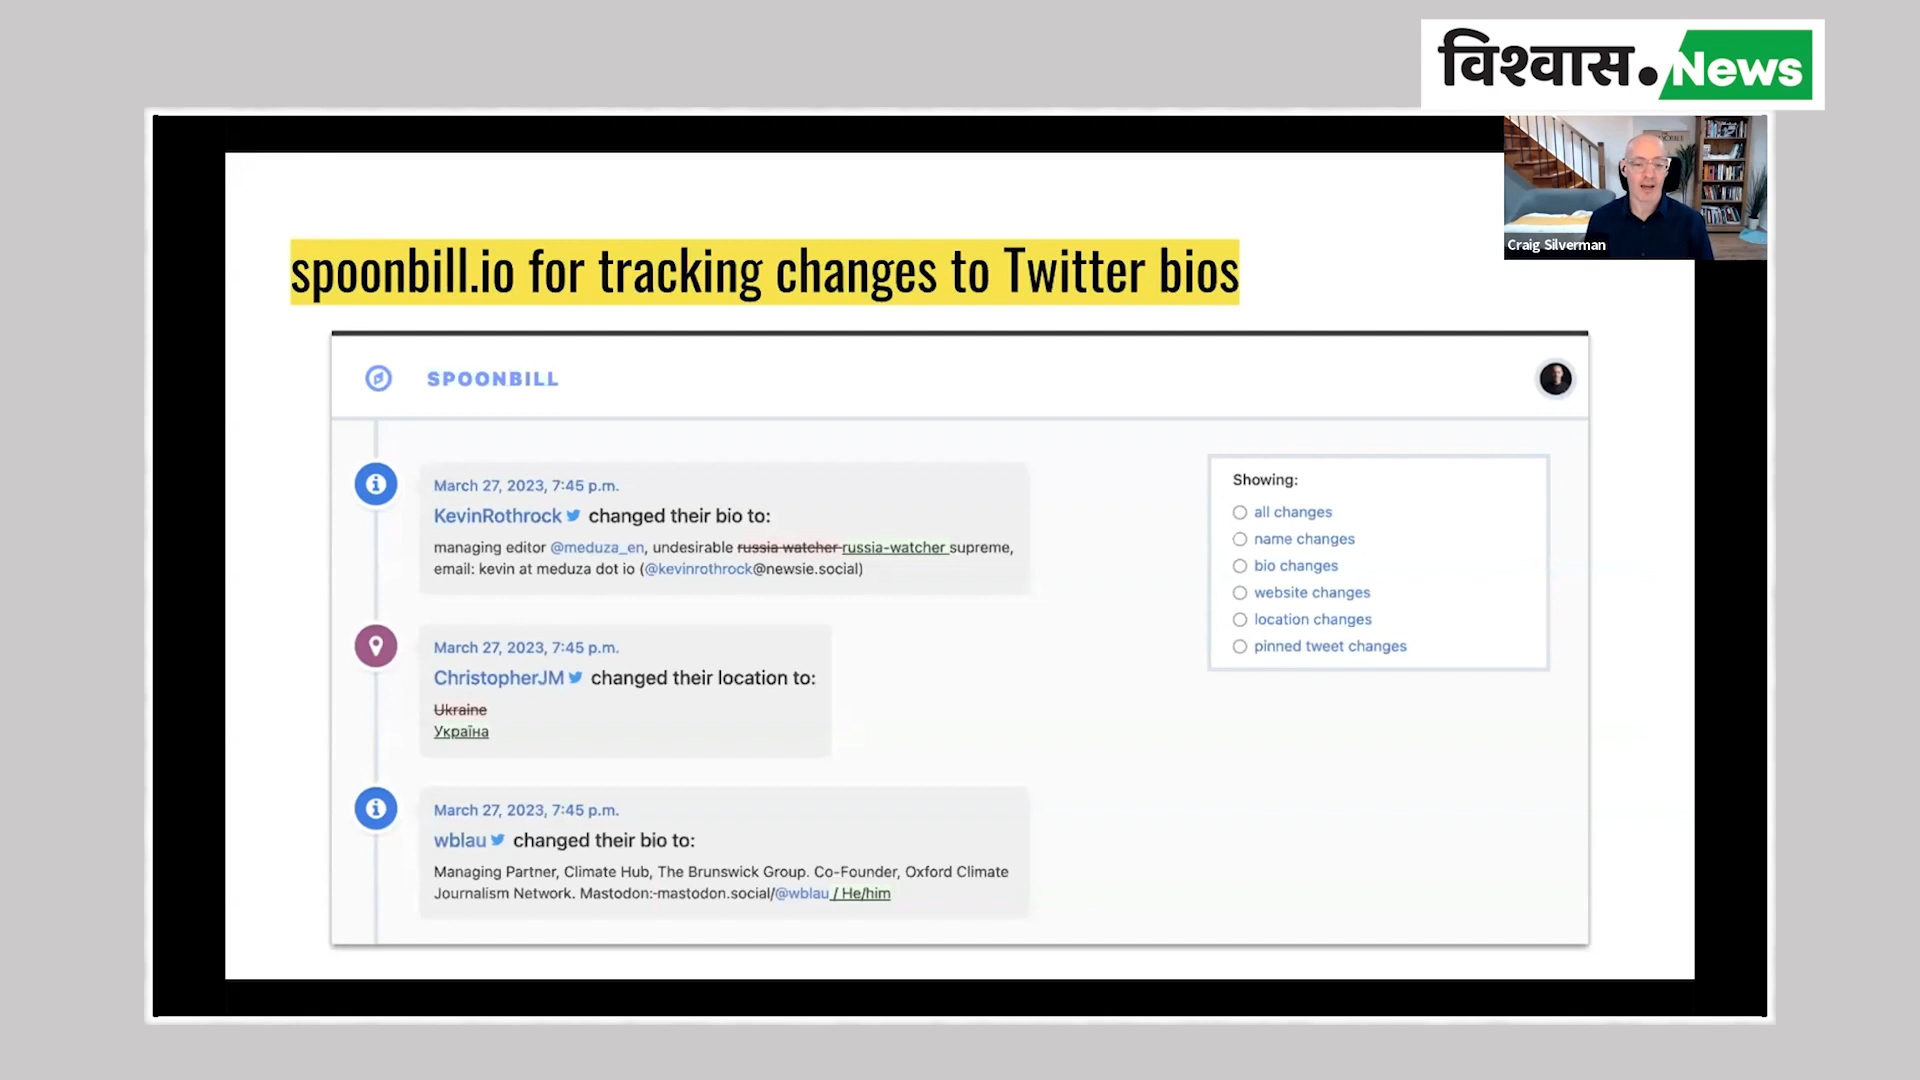 विश्वास.News
Craig Silverman
spoonbill.io for tracking changes to Twitter bios
SPOONBILL
March 27, 2023, 7:45 p.m.
KevinRothrock changed their bio to:
managing editor @meduza_en, undesirable russia watcher russia-watcher supreme,
email: kevin at meduza dot io (@kevinrothrock@newsie.social)
March 27, 2023, 7:45 p.m.
ChristopherJM changed their location to:
Ukraine
Україна
March 27, 2023, 7:45 p.m.
wblau changed their bio to:
Managing Partner, Climate Hub, The Brunswick Group. Co-Founder, Oxford Climate
Journalism Network. Mastodon: mastodon.social/@wblau / He/him
Showing:
all changes
name changes
bio changes
website changes
location changes
pinned tweet changes